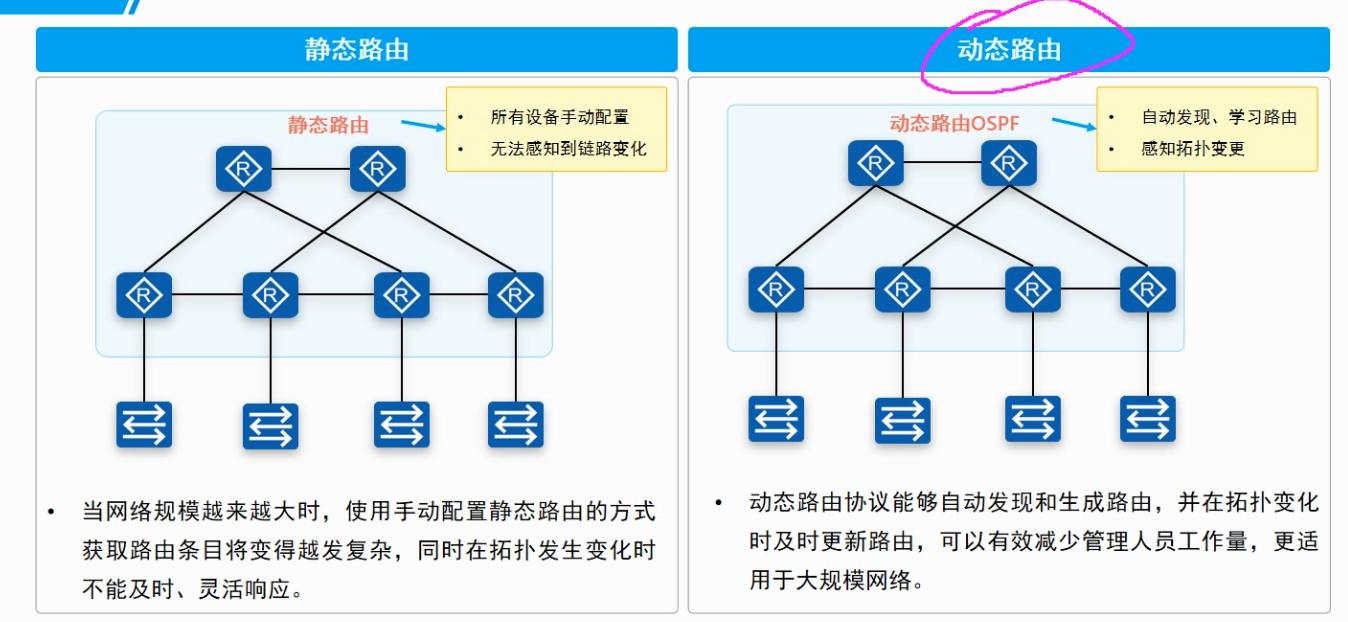 静态路由
动态路由
静态路由
• 所有设备手动配置
• 无法感知到链路变化
R R
R R R R
• 当网络规模越来越大时，使用手动配置静态路由的方式
获取路由条目将变得越发复杂，同时在拓扑发生变化时
不能及时、灵活响应。
动态路由OSPF
• 自动发现、学习路由
• 感知拓扑变更
R R
R R R R
• 动态路由协议能够自动发现和生成路由，并在拓扑变化
时及时更新路由，可以有效减少管理人员工作量，更适
用于大规模网络。